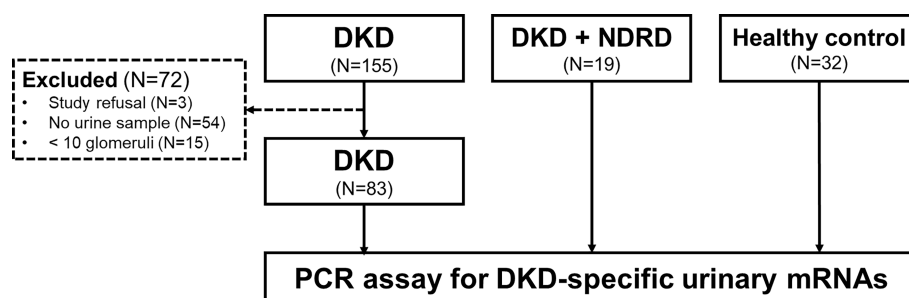 DKD
(N=155)
DKD + NDRD
(N=19)
Healthy control
(N=32)
Excluded (N=72)
• Study refusal (N=3)
• No urine sample (N=54)
• < 10 glomeruli (N=15)
DKD
(N=83)
PCR assay for DKD-specific urinary mRNAs